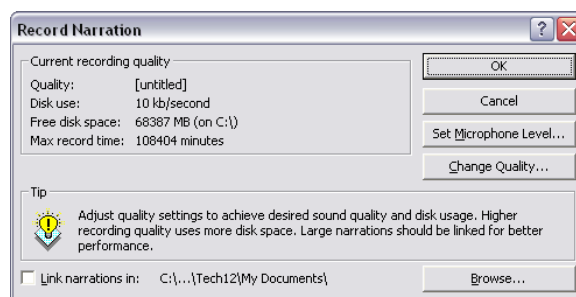 Record Narration
Current recording quality
Quality: [untitled]
Disk use: 10 kb/second
Free disk space: 68387 MB (on C:\)
Max record time: 108404 minutes
OK
Cancel
Set Microphone Level...
Change Quality...
Tip
Adjust quality settings to achieve desired sound quality and disk usage. Higher
recording quality uses more disk space. Large narrations should be linked for better
performance.
Link narrations in: C:\...\Tech12\My Documents\
Browse...